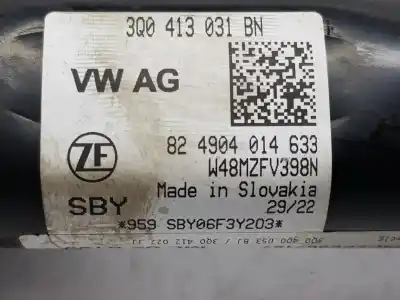 3Q0 413 031 BN
VW AG
ZF
82 4904 014 633
W48MZFV398N
Made in Slovakia
SBY
29/22
*959 SBY06F3Y203*